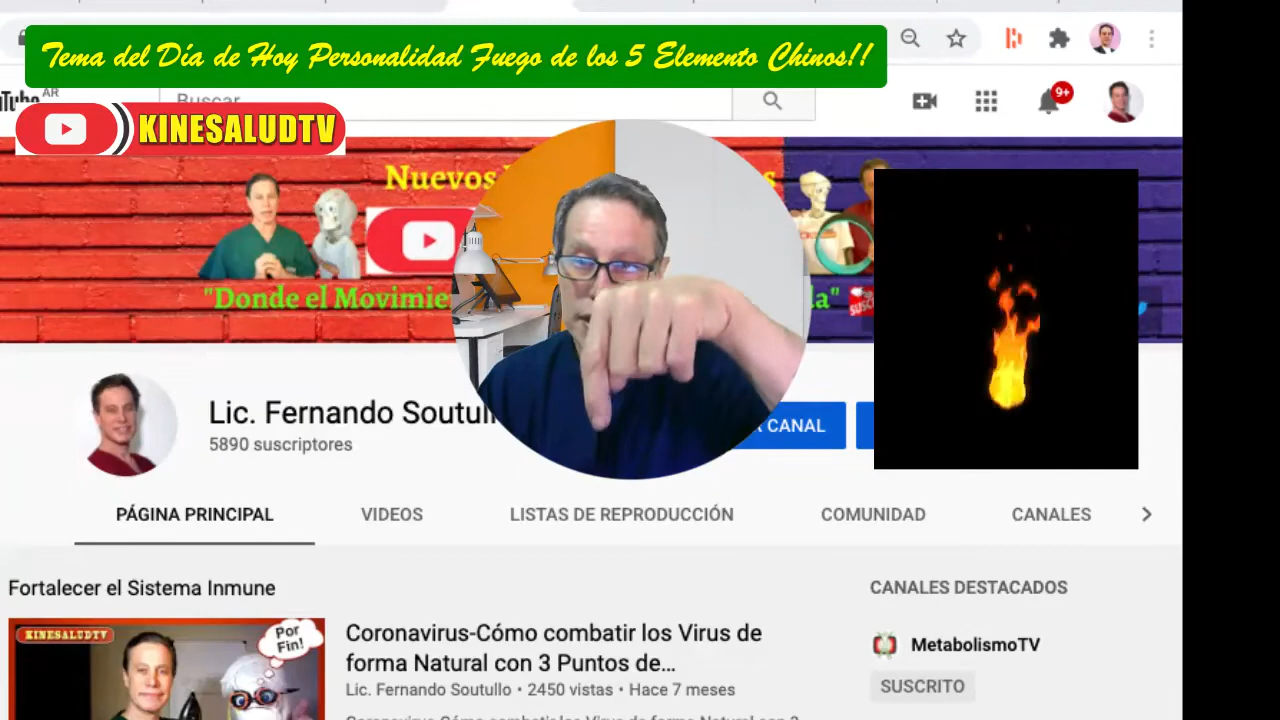 Tema del Día de Hoy Personalidad Fuego de los 5 Elemento Chinos!!
AR
Buscar
9+
KINESALUDTV
Nuevos
"Donde el Movimie
da"
Lic. Fernando Soutull
5890 suscriptores
CANAL
PÁGINA PRINCIPAL
VIDEOS
LISTAS DE REPRODUCCIÓN
COMUNIDAD
CANALES
Fortalecer el Sistema Inmune
CANALES DESTACADOS
KINESALUDTV
Por
Fin!
Coronavirus-Cómo combatir los Virus de
forma Natural con 3 Puntos de...
Lic. Fernando Soutullo • 2450 vistas • Hace 7 meses
MetabolismoTV
SUSCRITO